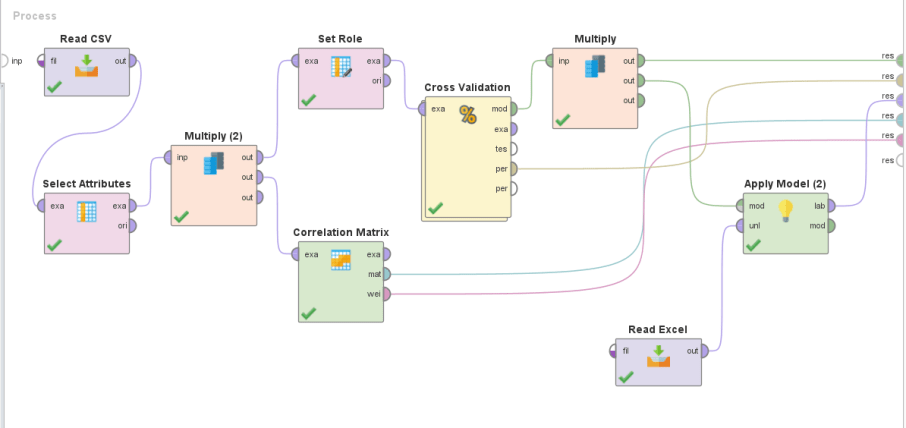 Process
Read CSV
inp
fil
out
Set Role
exa
exa
ori
Multiply
inp
out
out
out
res
res
res
res
res
res
Cross Validation
exa
mod
exa
tes
per
per
Multiply (2)
inp
out
out
out
Select Attributes
exa
exa
ori
Apply Model (2)
mod
lab
unl
mod
Correlation Matrix
exa
exa
mat
wei
Read Excel
fil
out